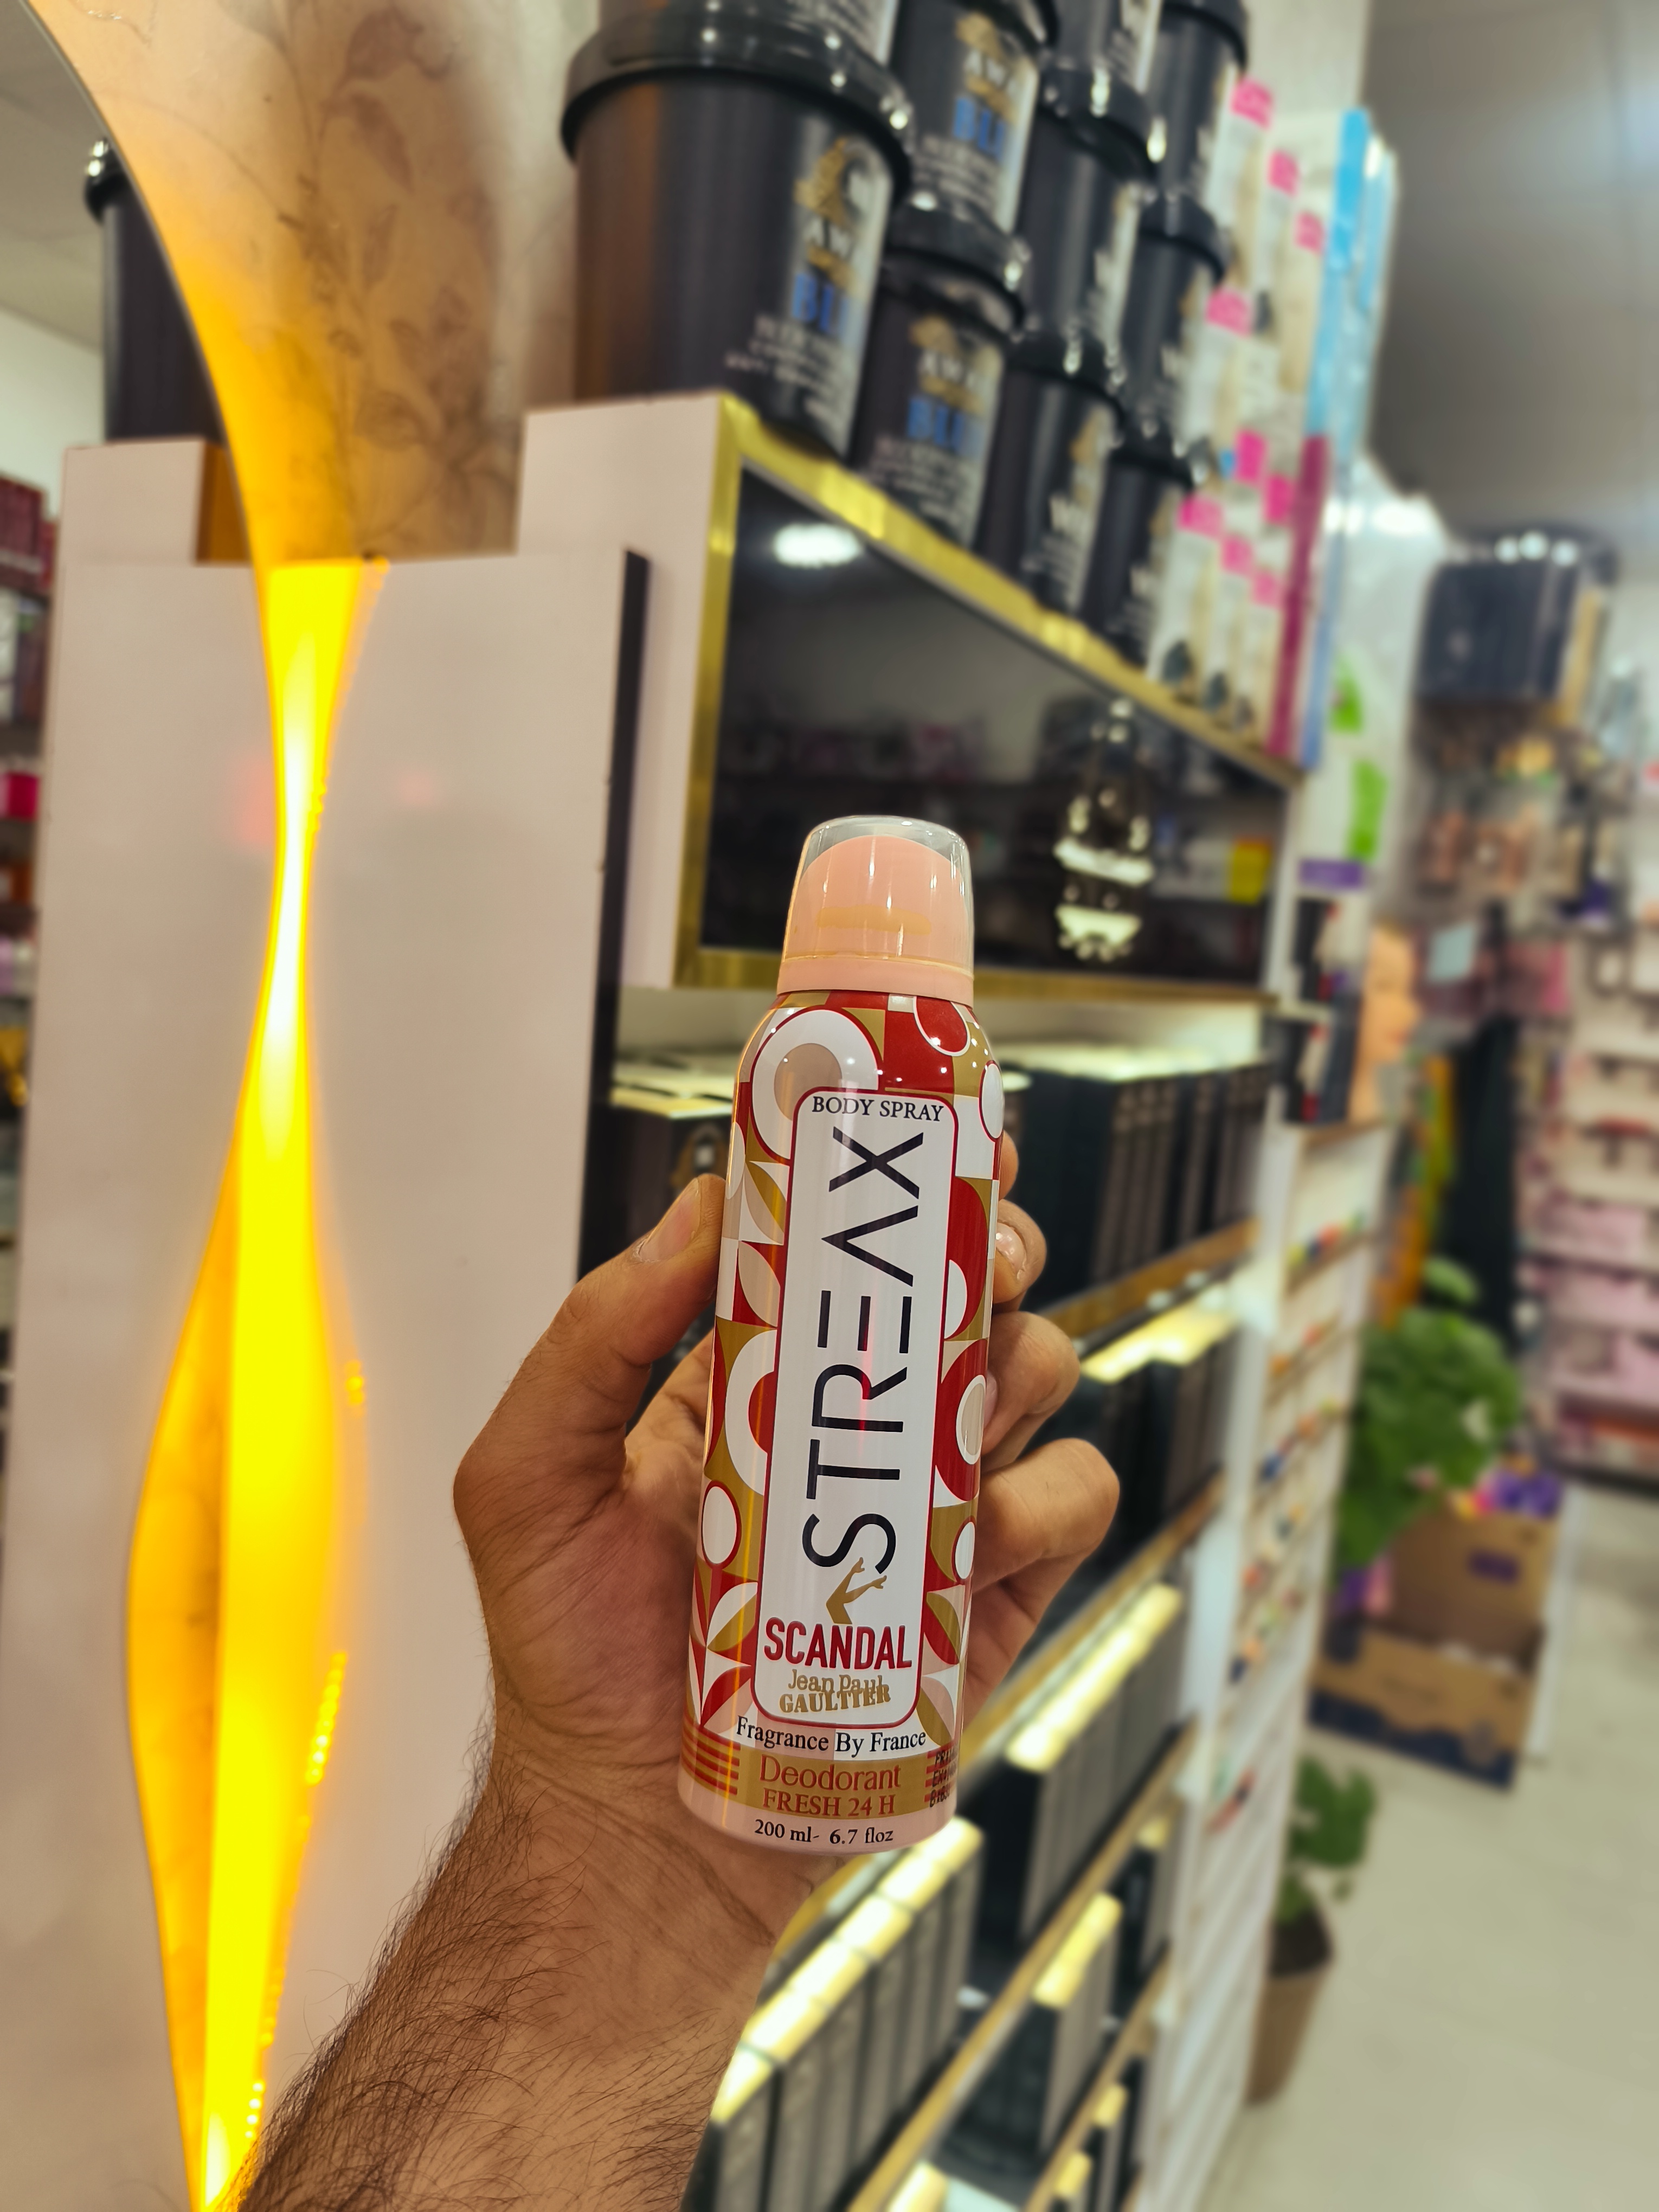 BODY SPRAY
STREAX
SCANDAL
Jean Paul
GAULTIER
Fragrance By France
Deodorant
FRESH 24 H
200 ml- 6.7 floz